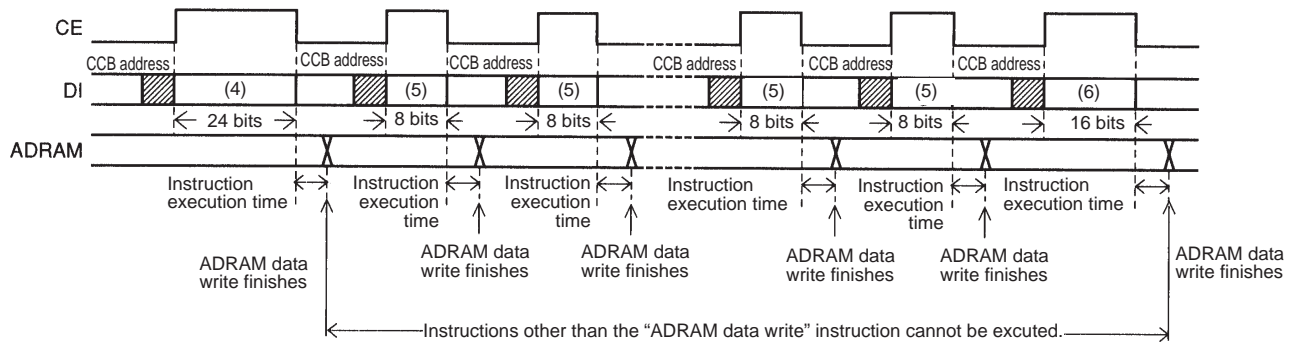 CE
CCB address CCB address CCB address CCB address CCB address CCB address
DI (4) (5) (5) (5) (5) (6)
24 bits 8 bits 8 bits 8 bits 8 bits 16 bits
ADRAM
Instruction execution time
Instruction execution time
Instruction execution time
Instruction execution time
Instruction execution time
Instruction execution time
ADRAM data write finishes
ADRAM data write finishes
ADRAM data write finishes
ADRAM data write finishes
ADRAM data write finishes
ADRAM data write finishes
Instructions other than the “ADRAM data write” instruction cannot be excuted.